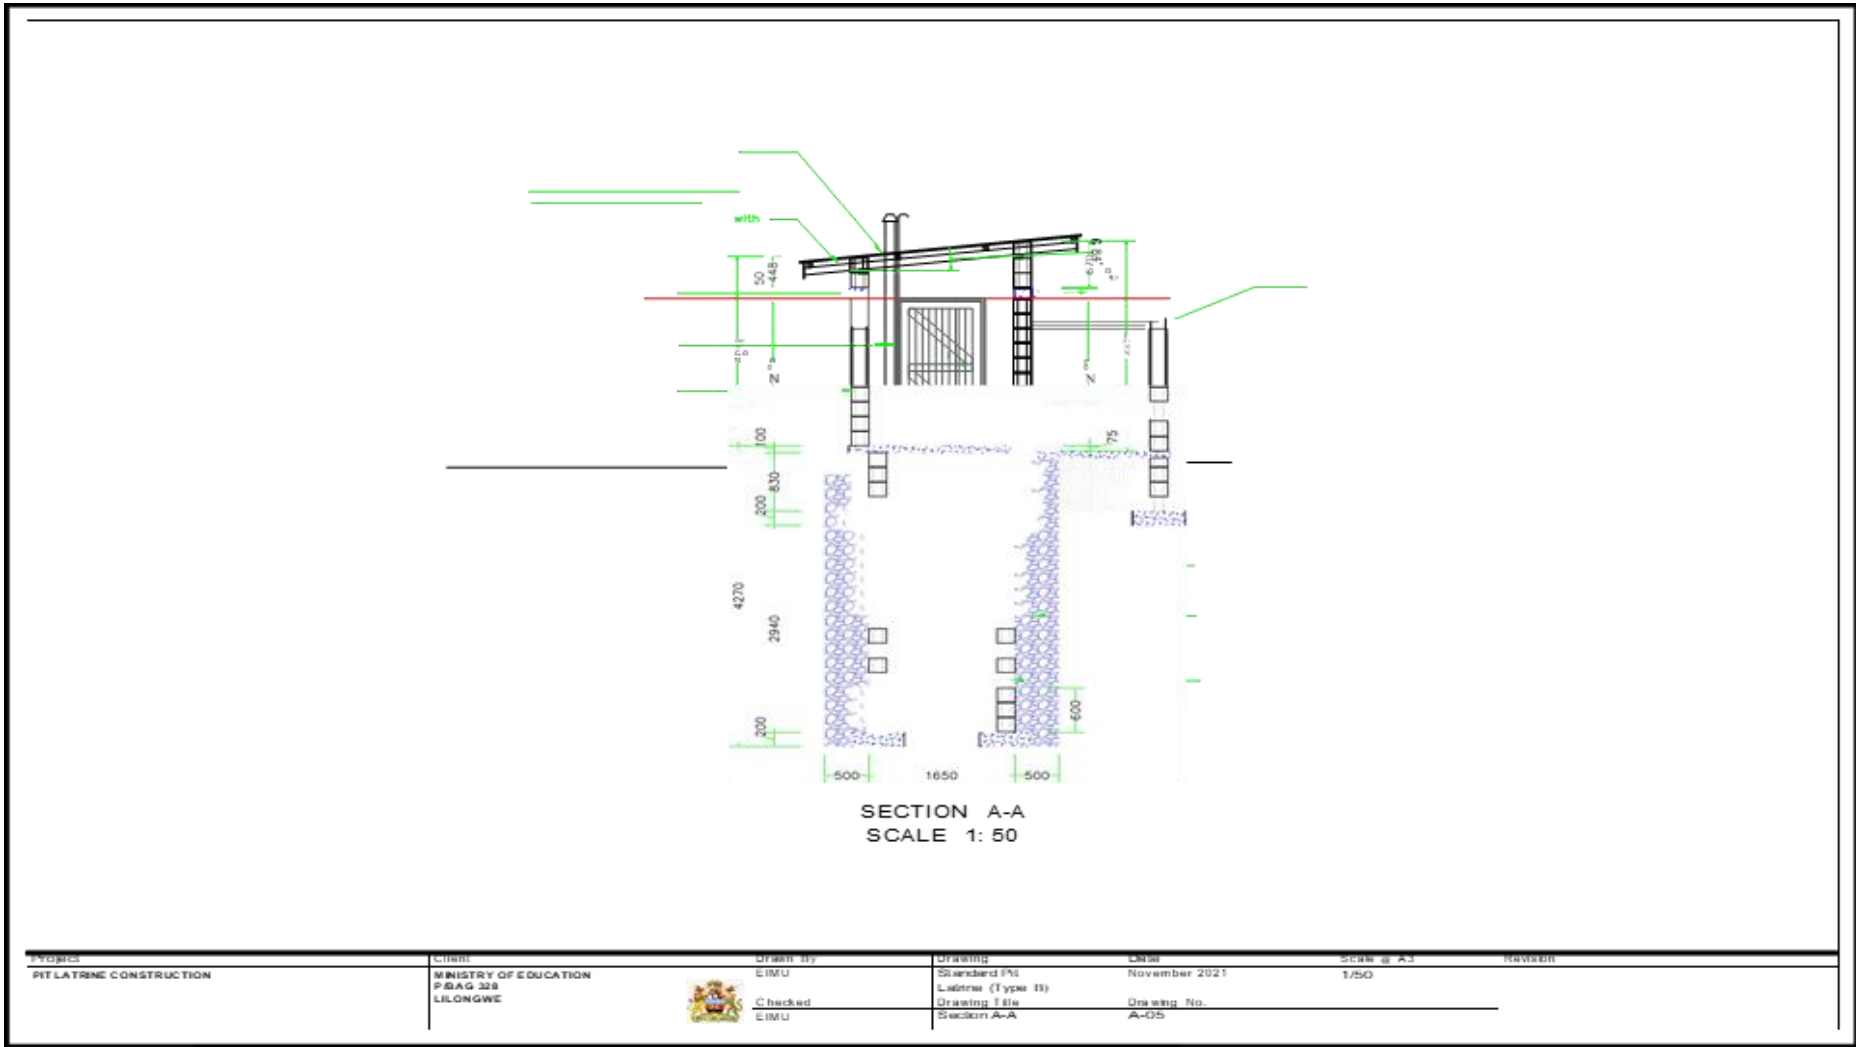 with
50
448
100
75
830
200
4270
2940
600
200
500 1650 500
SECTION A-A
SCALE 1: 50
Project
PIT LATRINE CONSTRUCTION
Client
MINISTRY OF EDUCATION
P/BAG 328
LILONGWE
Drawn By
EIMU
Checked
EIMU
Drawing
Standard Pit
Latrine (Type B)
Drawing Title
Section A-A
Date
November 2021
Drawing No.
A-05
Scale @ A3
1/50
Revision